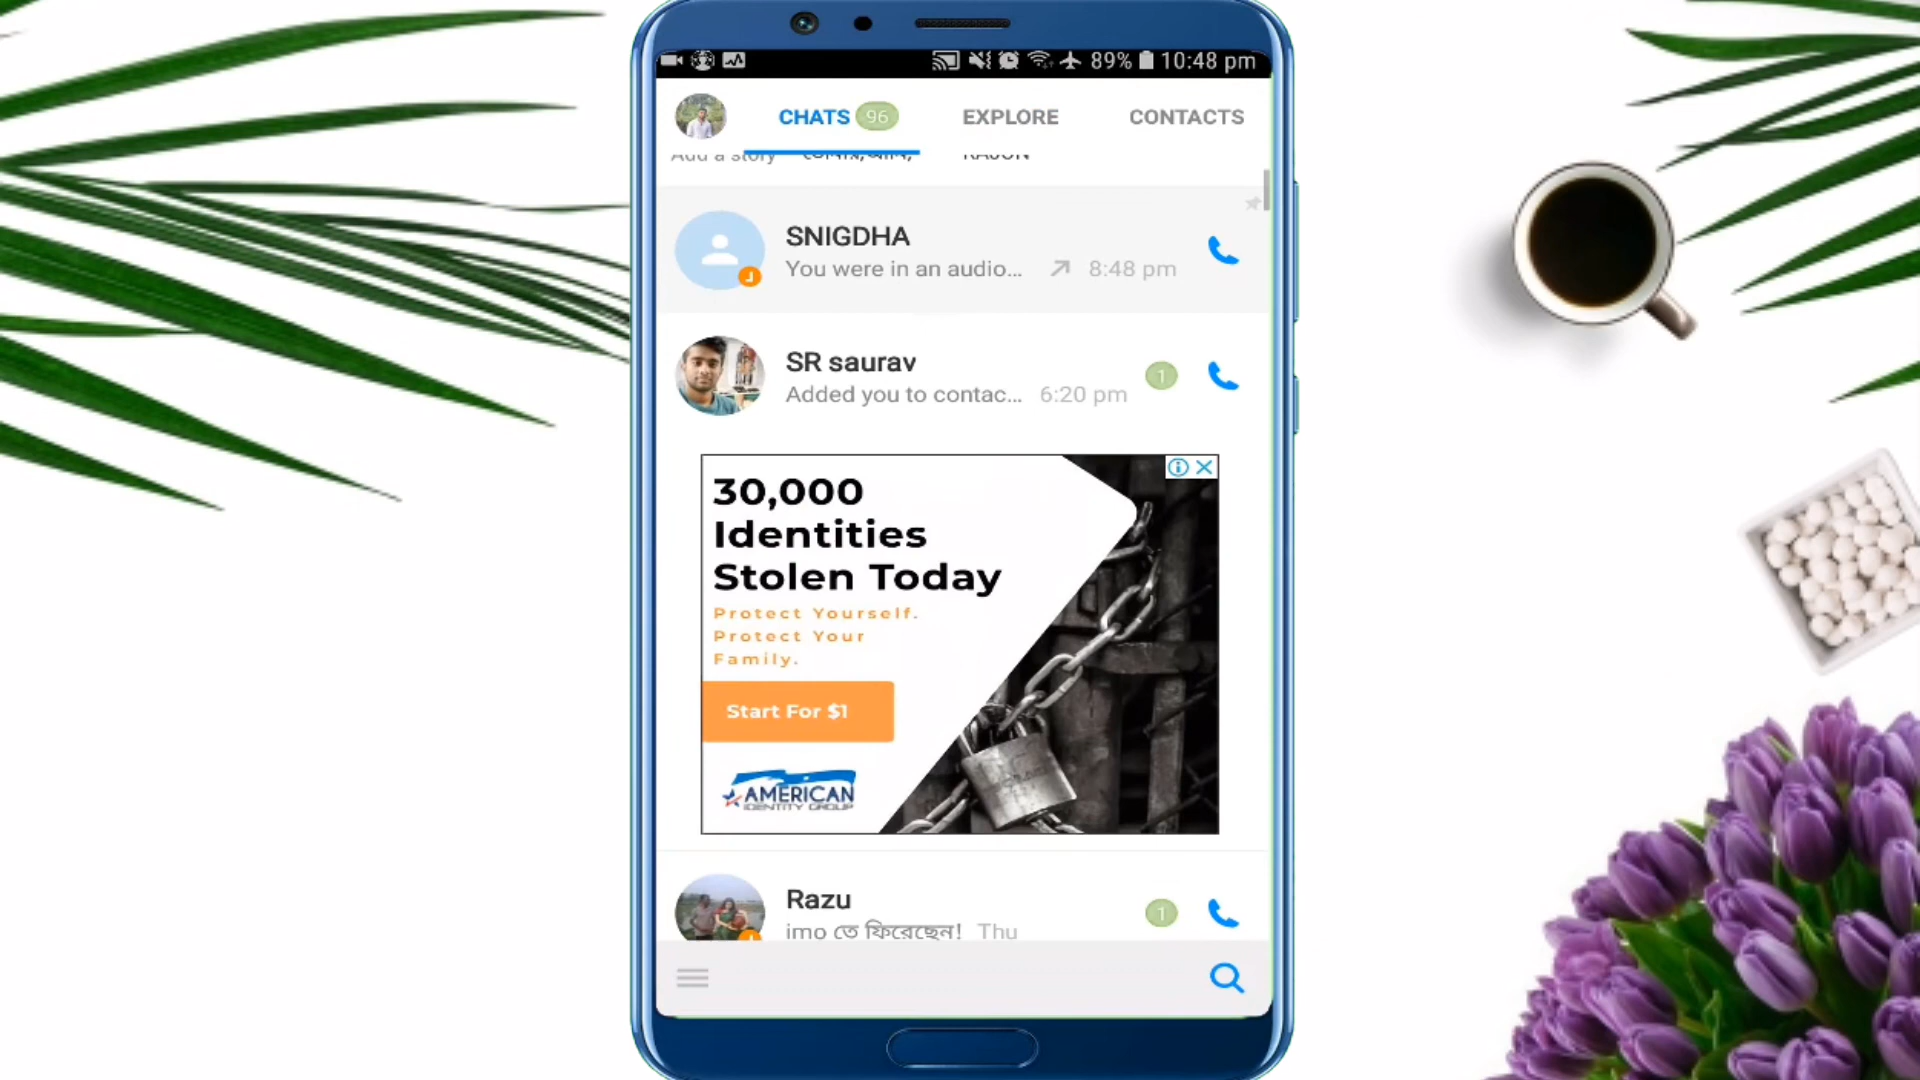 89% 10:48 pm
CHATS 96 EXPLORE CONTACTS
Add a story
RAJON
SNIGDHA
You were in an audio... 8:48 pm
SR saurav
Added you to contac... 6:20 pm 1
30,000
Identities
Stolen Today
Protect Yourself.
Protect Your
Family.
Start For $1
AMERICAN
IDENTITY GROUP
Razu
imo তে ফিরেছেন! Thu 1